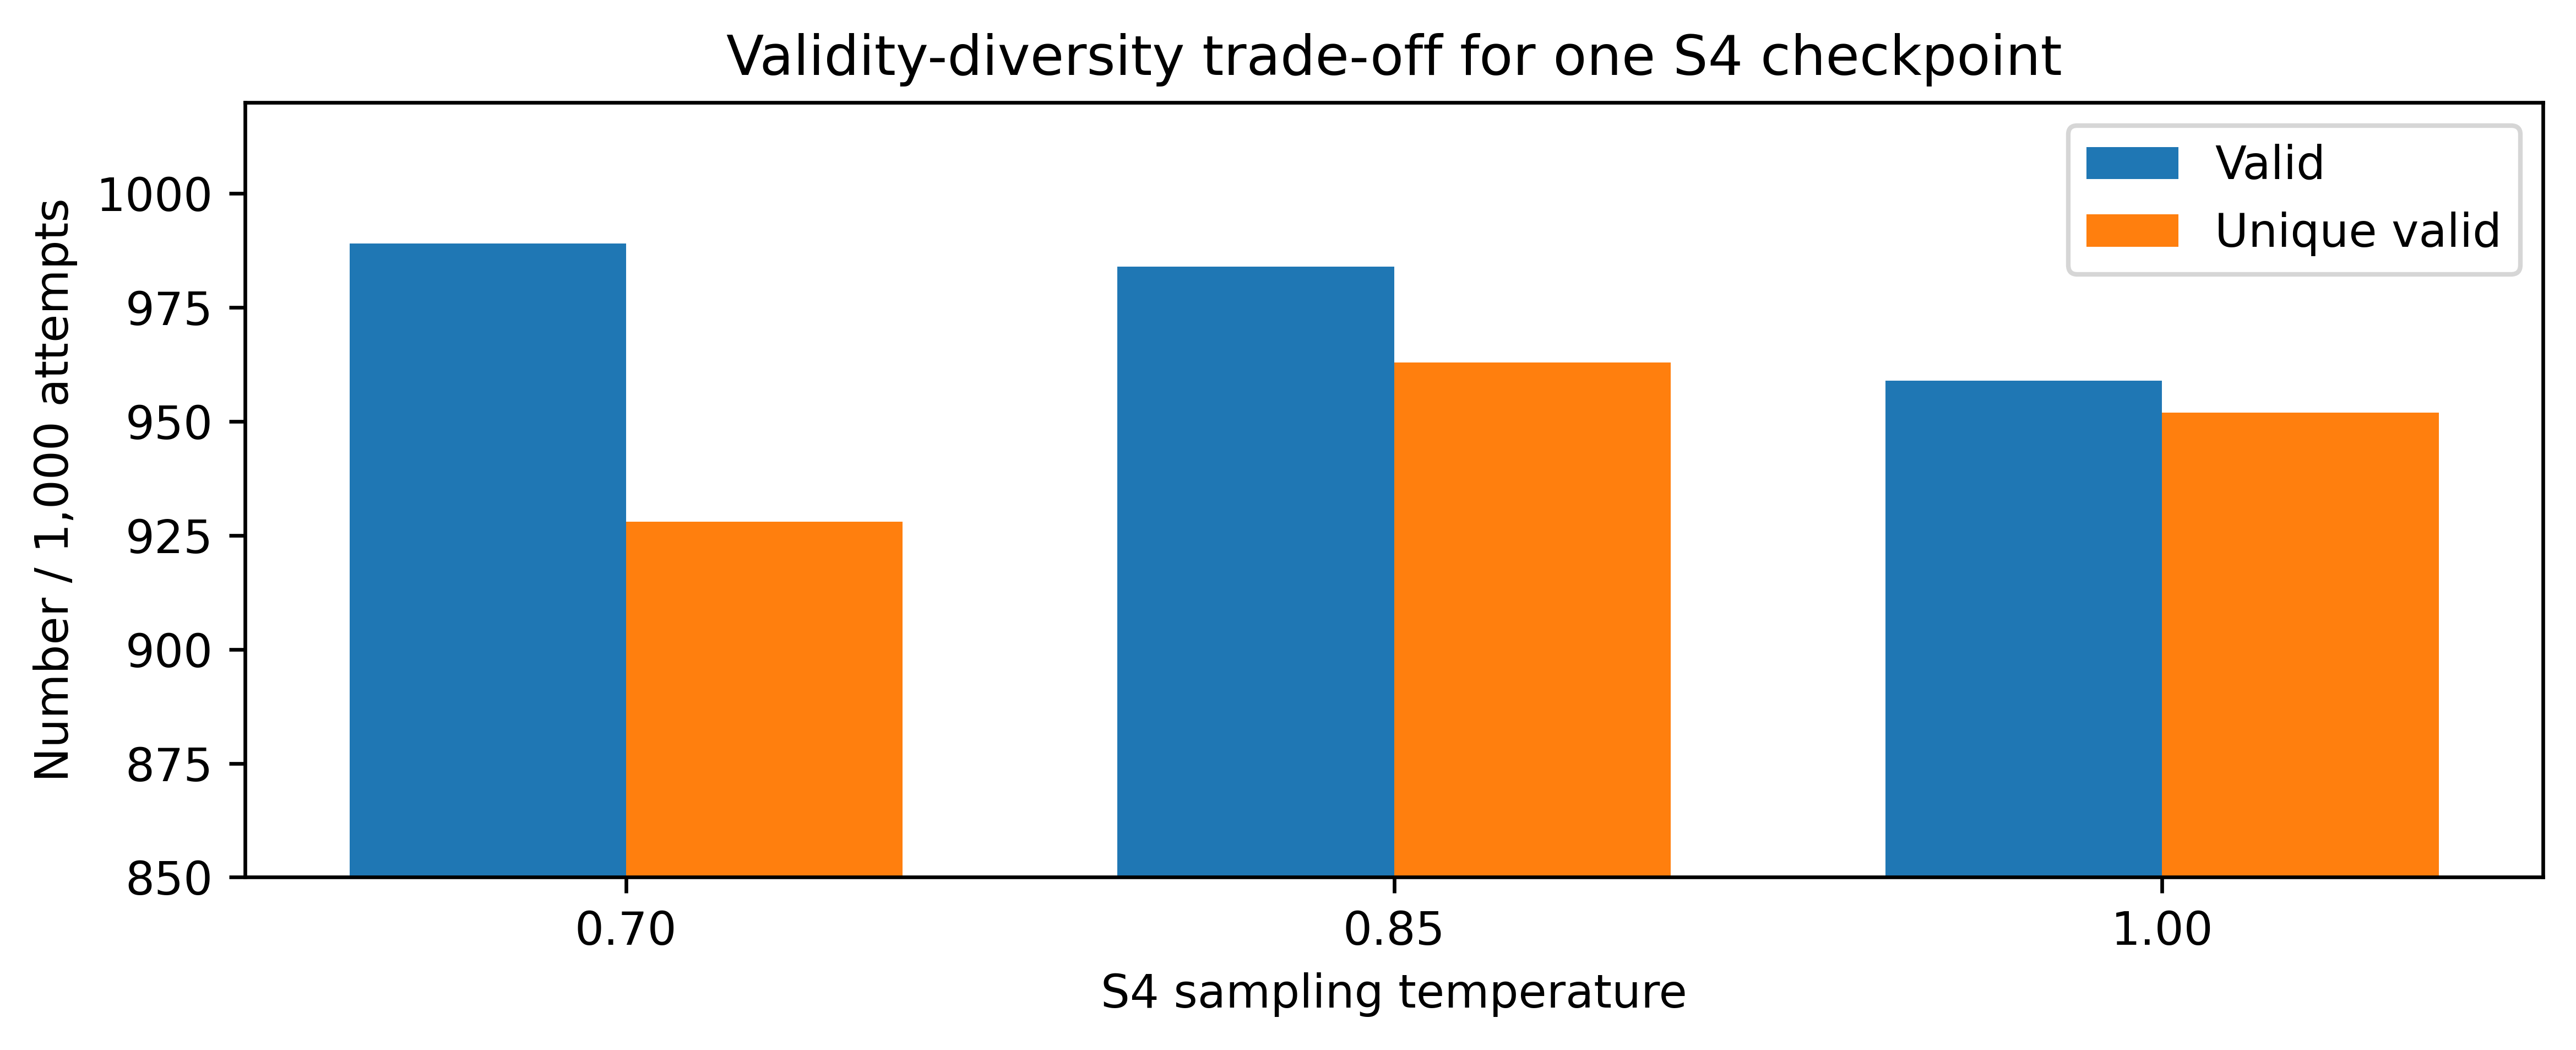 Validity-diversity trade-off for one S4 checkpoint
Number / 1,000 attempts
1000
975
950
925
900
875
850
Valid
Unique valid
0.70
0.85
1.00
S4 sampling temperature